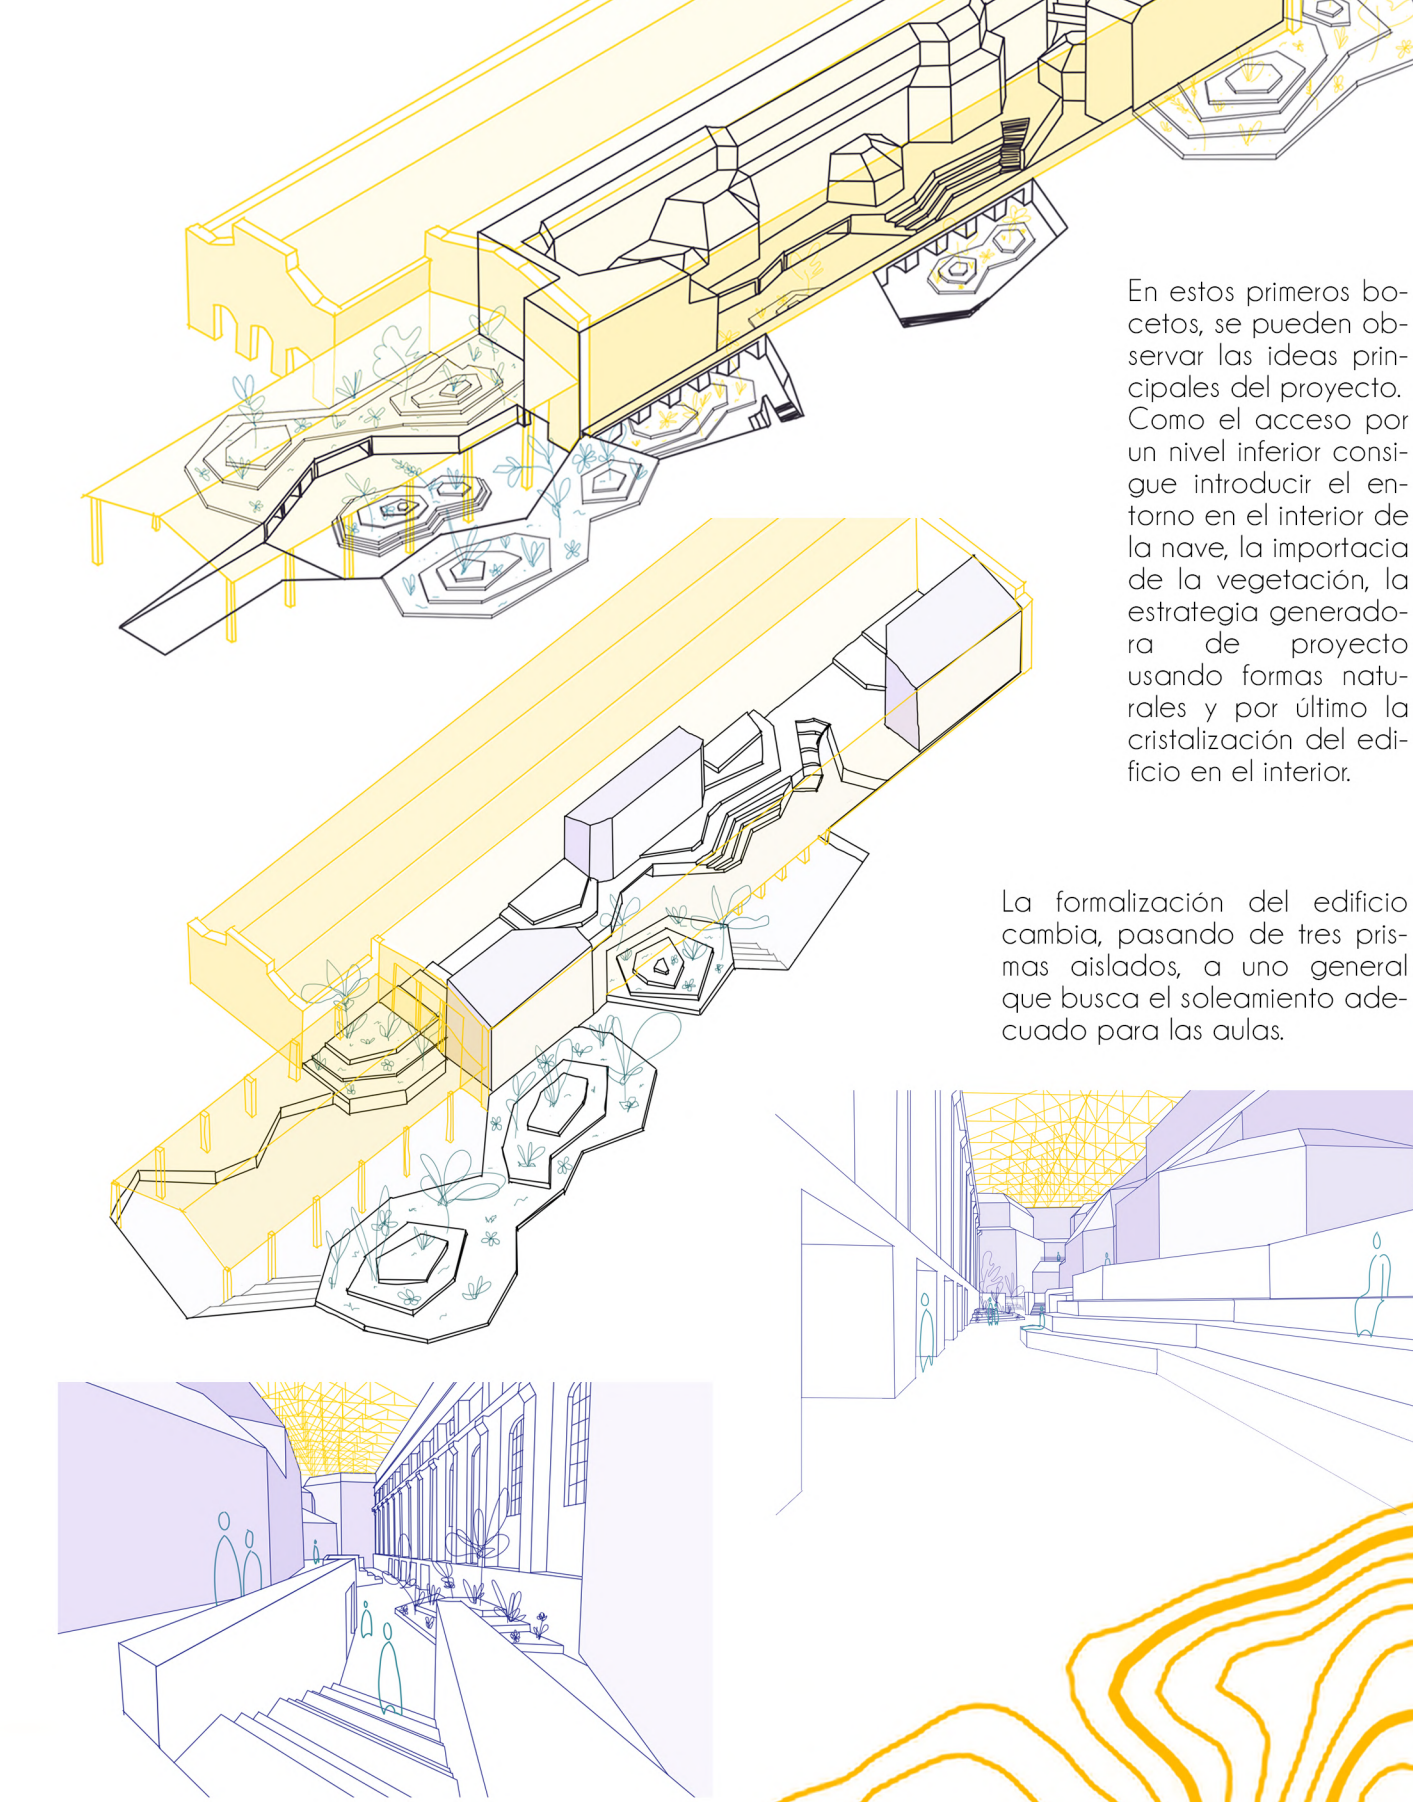 En estos primeros bo-
cetos, se pueden ob-
servar las ideas prin-
cipales del proyecto.
Como el acceso por
un nivel inferior consi-
gue introducir el en-
torno en el interior de
la nave, la importacia
de la vegetación, la
estrategia generado-
ra de proyecto
usando formas natu-
rales y por último la
cristalización del edi-
ficio en el interior.
La formalización del edificio
cambia, pasando de tres pris-
mas aislados, a uno general
que busca el soleamiento ade-
cuado para las aulas.